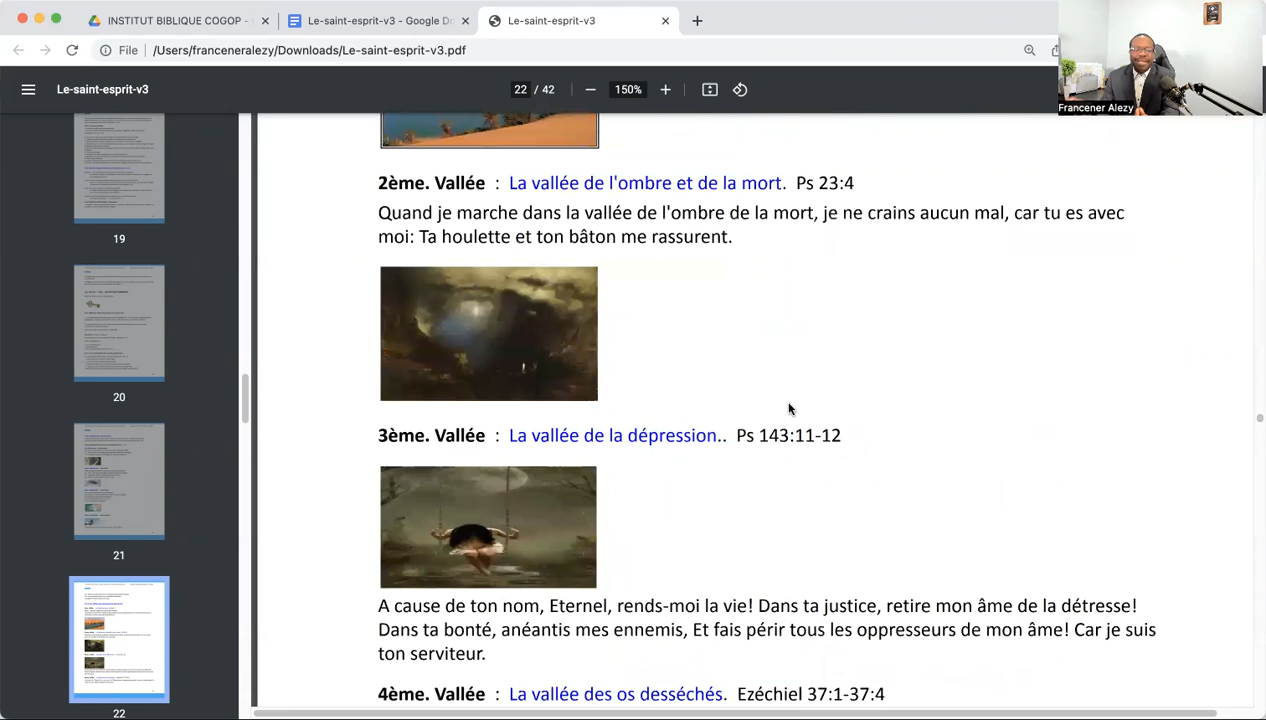 INSTITUT BIBLIQUE COGOP -
Le-saint-esprit-v3 - Google Do
Le-saint-esprit-v3
File
/Users/franceneralezy/Downloads/Le-saint-esprit-v3.pdf
Le-saint-esprit-v3
22 / 42
150%
Francener Alezy
2ème. Vallée : La vallée de l'ombre et de la mort. Ps 23:4
Quand je marche dans la vallée de l'ombre de la mort, je ne crains aucun mal, car tu es avec
moi: Ta houlette et ton bâton me rassurent.
3ème. Vallée : La vallée de la dépression.. Ps 143:11-12
A cause de ton nom, Eternel, rends-moi la vie! Dans ta justice, retire mon âme de la détresse!
Dans ta bonté, anéantis mes ennemis, Et fais périr tous les oppresseurs de mon âme! Car je suis
ton serviteur.
4ème. Vallée : La vallée des os desséchés. Ezéchiel 37:1-37:4
19
20
21
22